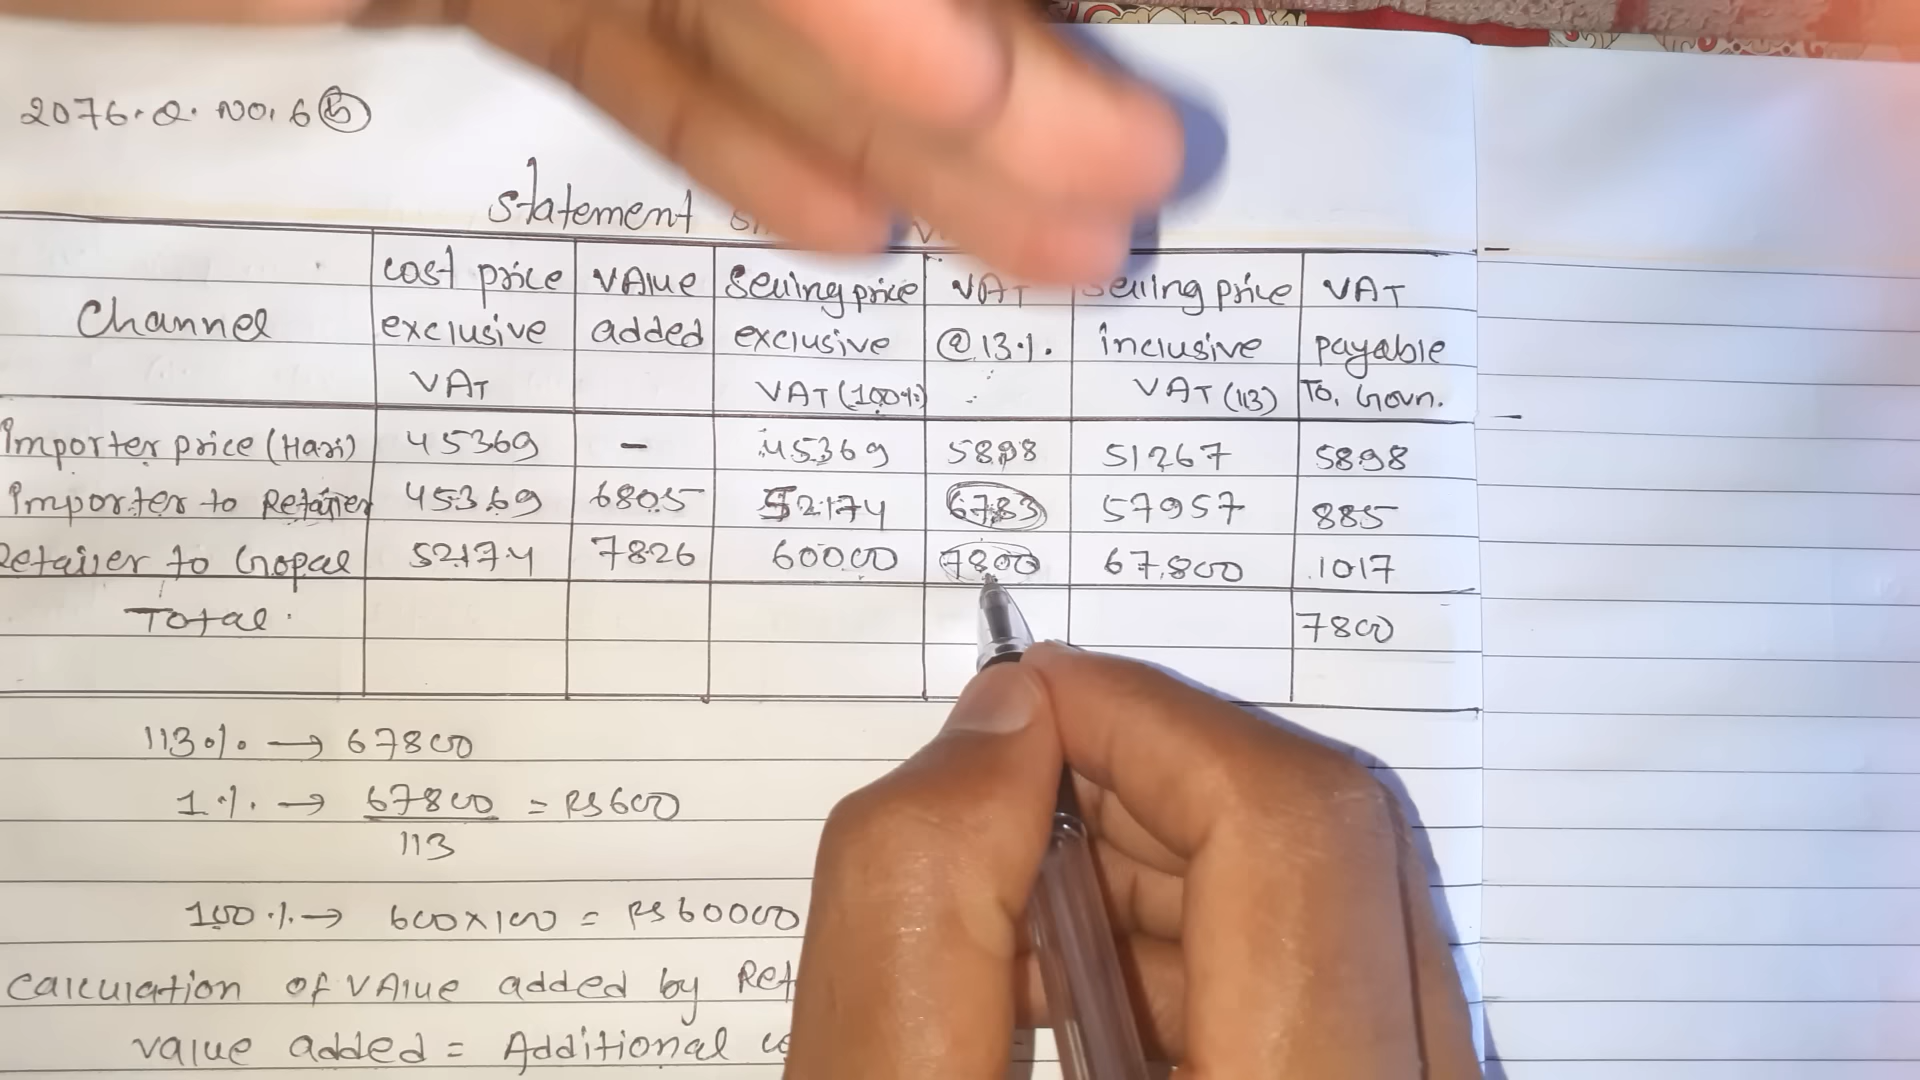 2076. Q. NO. 6 (b)
Statement
Channel | cost price exclusive VAT | VAlue added | Selling price exclusive VAT (100%) | VAT @ 13%. | Selling price inclusive VAT (113) | VAT payable To, Govn.
Importer price (Hari) | 45369 | - | 45369 | 5898 | 51267 | 5898
Importer to Retailer | 45369 | 6805 | 52174 | 6783 | 57957 | 885
Retailer to Gopal | 52174 | 7826 | 60000 | 7800 | 67,800 | 1017
Total. | 7800
113% → 67800
1%. → 67800 / 113 = Rs 600
100%. → 600 x 100 = Rs 60000
Calculation of VAlue added by Ret
value added = Additional